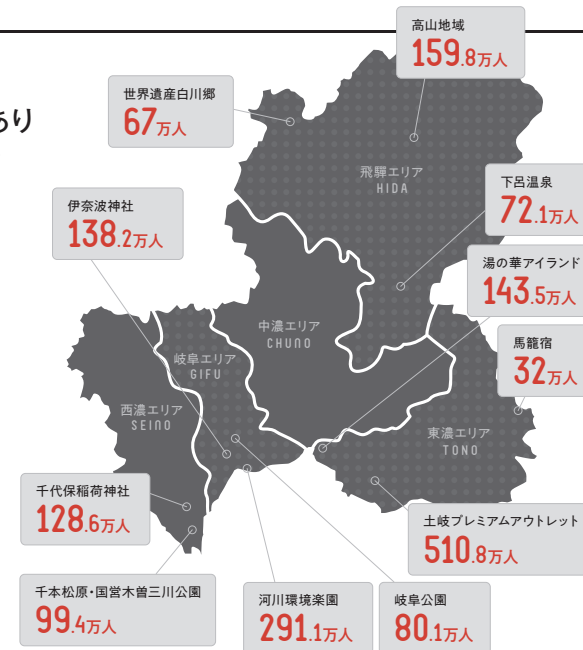 あり
高山地域
159.8万人
世界遺産白川郷
67万人
飛騨エリア
HIDA
下呂温泉
72.1万人
伊奈波神社
138.2万人
湯の華アイランド
143.5万人
中濃エリア
CHUNO
馬籠宿
32万人
岐阜エリア
GIFU
西濃エリア
SEINO
東濃エリア
TONO
千代保稲荷神社
128.6万人
土岐プレミアムアウトレット
510.8万人
千本松原・国営木曽三川公園
99.4万人
河川環境楽園
291.1万人
岐阜公園
80.1万人